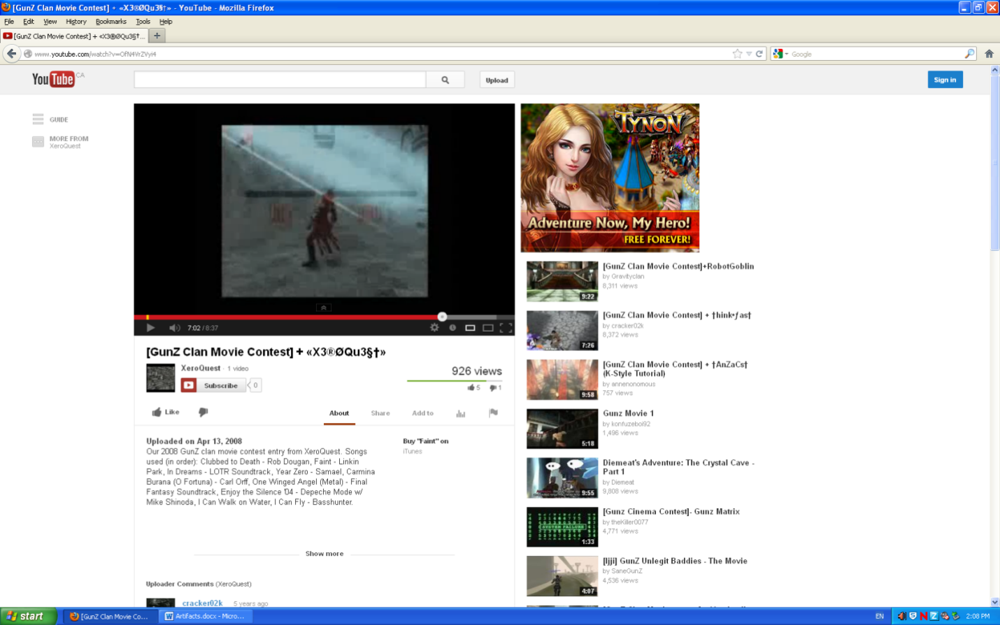 [GunZ Clan Movie Contest] + «X3®ØQu3§†» - YouTube - Mozilla Firefox
File Edit View History Bookmarks Tools Help
[GunZ Clan Movie Contest] + «X3®ØQu3§†...
www.youtube.com/watch?v=OfN4VrZVyi4
Google
YouTube CA
Upload
Sign in
GUIDE
MORE FROM
XeroQuest
7:02 / 8:37
[GunZ Clan Movie Contest] + «X3®ØQu3§†»
XeroQuest · 1 video
Subscribe 0
926 views
5 1
Like
About Share Add to
Uploaded on Apr 13, 2008
Our 2008 GunZ clan movie contest entry from XeroQuest. Songs
used (in order): Clubbed to Death - Rob Dougan, Faint - Linkin
Park, In Dreams - LOTR Soundtrack, Year Zero - Samael, Carmina
Burana (O Fortuna) - Carl Orff, One Winged Angel (Metal) - Final
Fantasy Soundtrack, Enjoy the Silence '04 - Depeche Mode w/
Mike Shinoda, I Can Walk on Water, I Can Fly - Basshunter.
Buy "Faint" on
iTunes
Show more
Uploader Comments (XeroQuest)
cracker02k 5 years ago
TYNON
Adventure Now, My Hero!
FREE FOREVER!
[GunZ Clan Movie Contest]+RobotGoblin
by Gravityclan
8,311 views
9:22
[GunZ Clan Movie Contest] + †hink•ƒas†
by cracker02k
8,372 views
7:26
[GunZ Clan Movie Contest] + †AnZaCs†
(K-Style Tutorial)
by annenonomous
757 views
9:58
Gunz Movie 1
by konfuzeboi92
1,496 views
5:18
Diemeat's Adventure: The Crystal Cave -
Part 1
by Diemeat
9,808 views
9:55
[Gunz Cinema Contest]- Gunz Matrix
by theKiller0077
4,771 views
SYSTEM FAILURE
1:33
[Ijji] GunZ Unlegit Baddies - The Movie
by SaneGunZ
4,536 views
4:07
start
[GunZ Clan Movie Co...
Artifacts.docx - Micro...
EN
2:08 PM